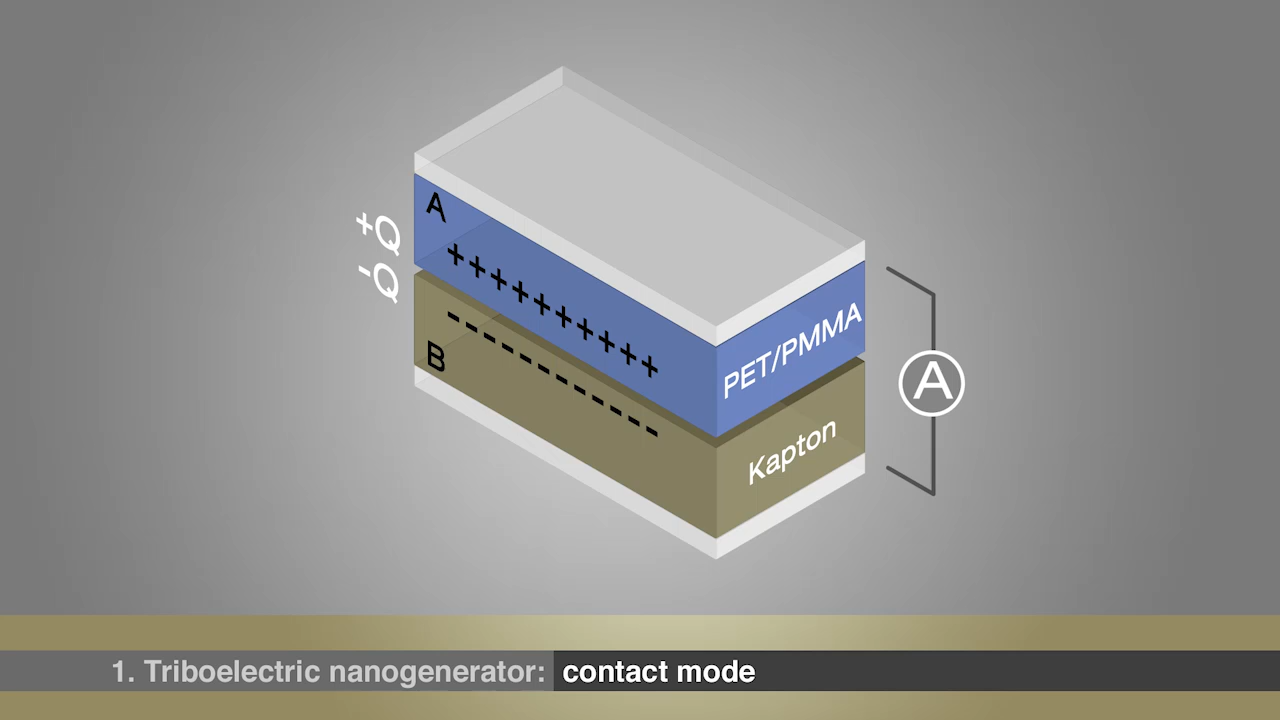 A
+Q
-Q
++++++++++
------------
B
PET/PMMA
Kapton
A
1. Triboelectric nanogenerator: contact mode